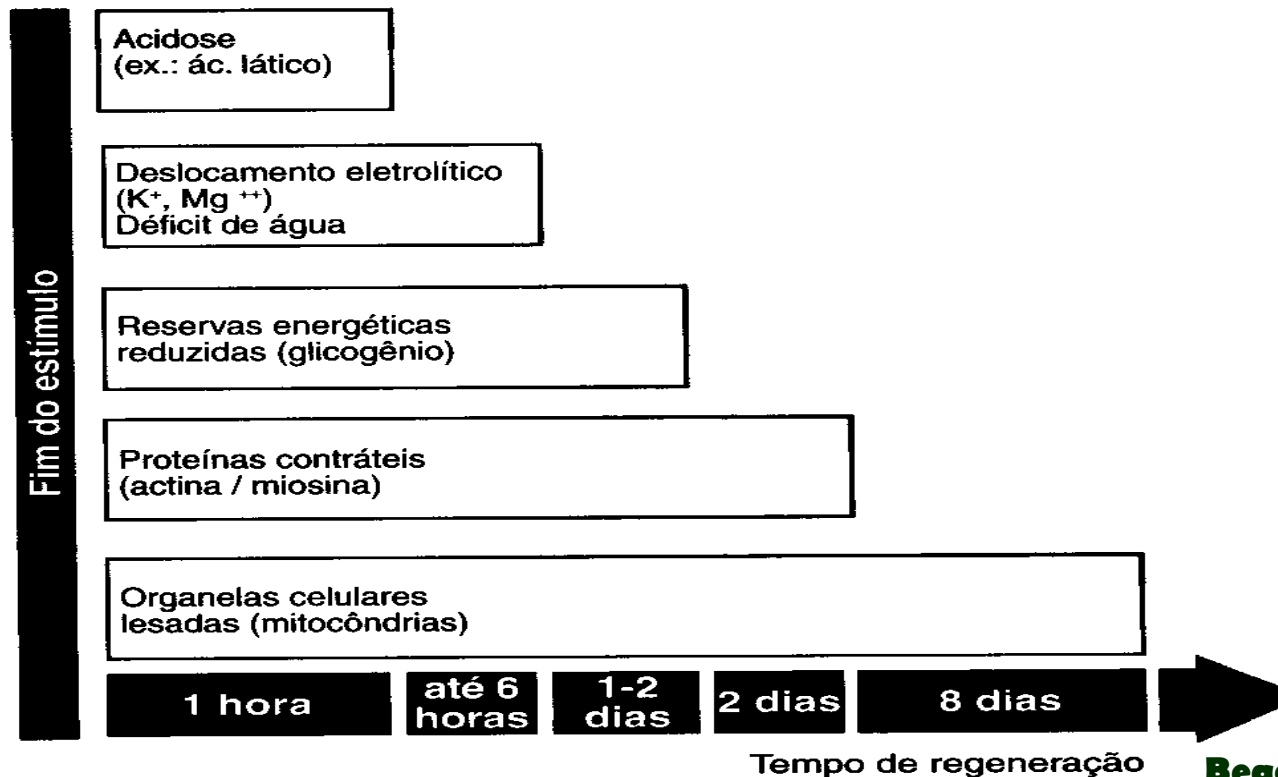 Fim do estímulo
Acidose
(ex.: ác. lático)
Deslocamento eletrolítico
(K⁺, Mg ⁺⁺)
Déficit de água
Reservas energéticas
reduzidas (glicogênio)
Proteínas contráteis
(actina / miosina)
Organelas celulares
lesadas (mitocôndrias)
1 hora
até 6
horas
1-2
dias
2 dias
8 dias
Tempo de regeneração